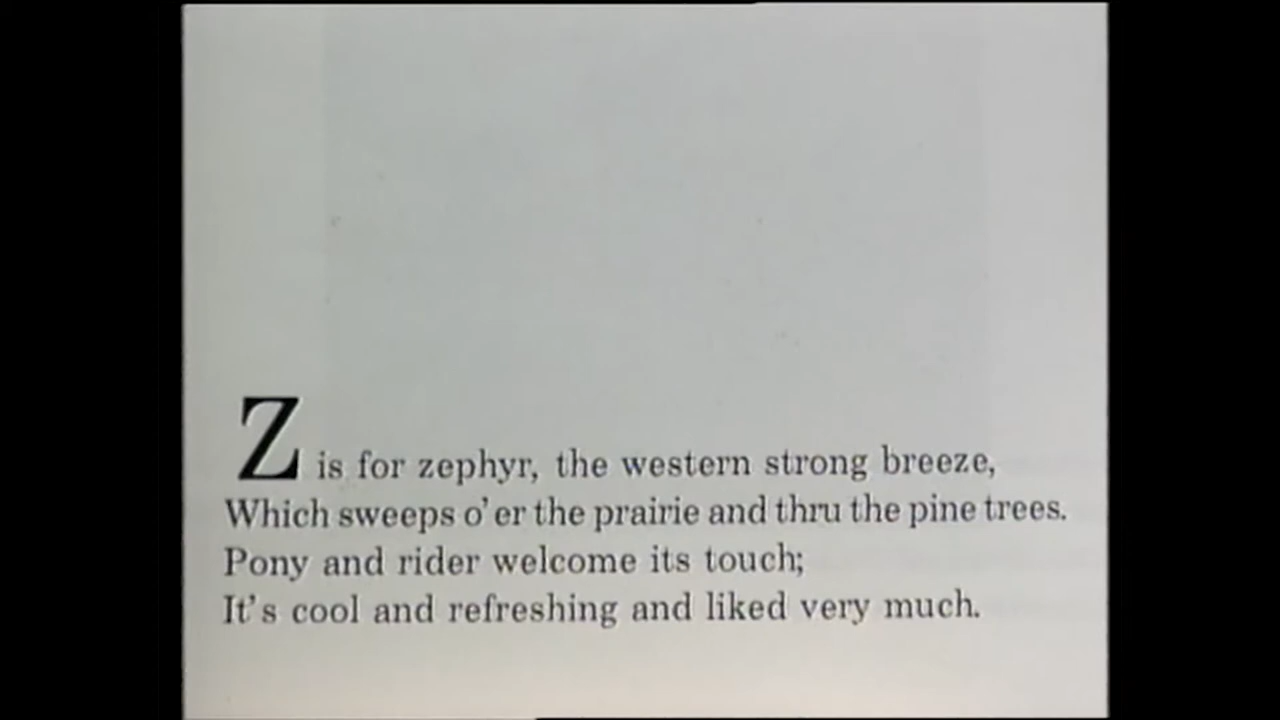 Z is for zephyr, the western strong breeze,
Which sweeps o'er the prairie and thru the pine trees.
Pony and rider welcome its touch;
It's cool and refreshing and liked very much.